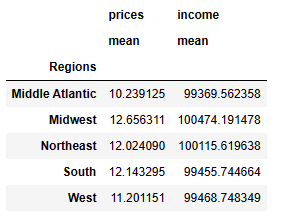 prices income
mean mean
Regions
Middle Atlantic 10.239125 99369.562358
Midwest 12.656311 100474.191478
Northeast 12.024090 100115.619638
South 12.143295 99455.744664
West 11.201151 99468.748349